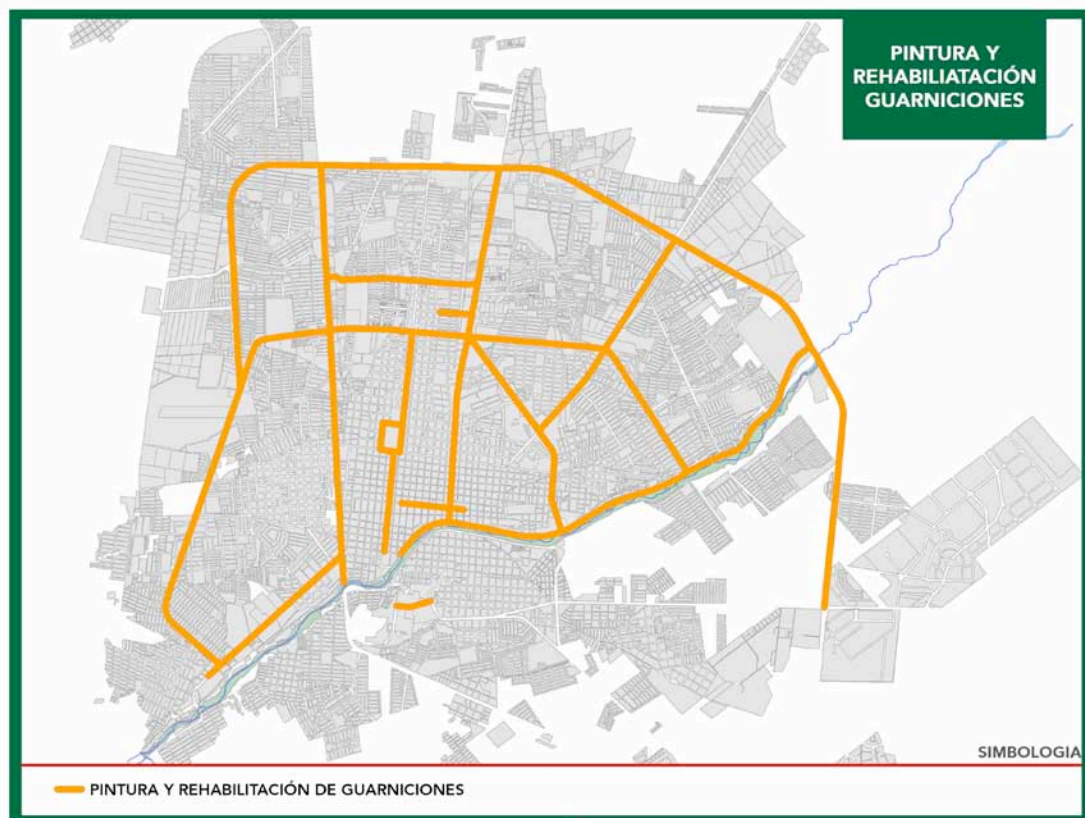 PINTURA Y
REHABILIATACIÓN
GUARNICIONES
SIMBOLOGIA
PINTURA Y REHABILITACIÓN DE GUARNICIONES